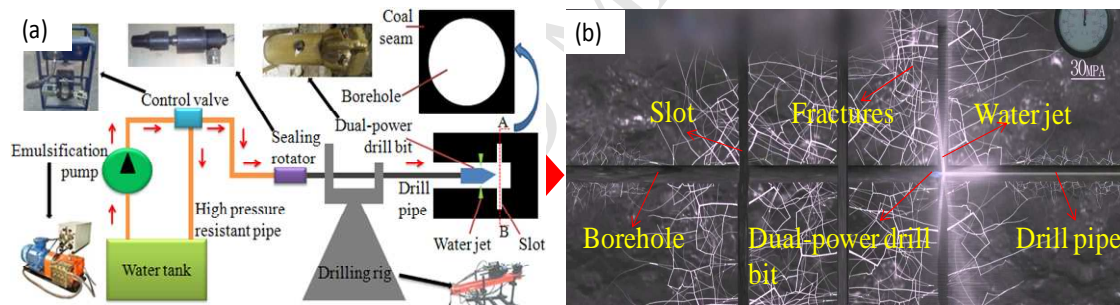 (a)
Coal
seam
Borehole
Control valve
Dual-power
drill bit
Sealing
rotator
Emulsification
pump
Drill
pipe
A
B
High pressure
resistant pipe
Water jet
Slot
Water tank
Drilling rig
(b)
30MPA
Slot
Fractures
Water jet
Borehole
Dual-power drill
bit
Drill pipe